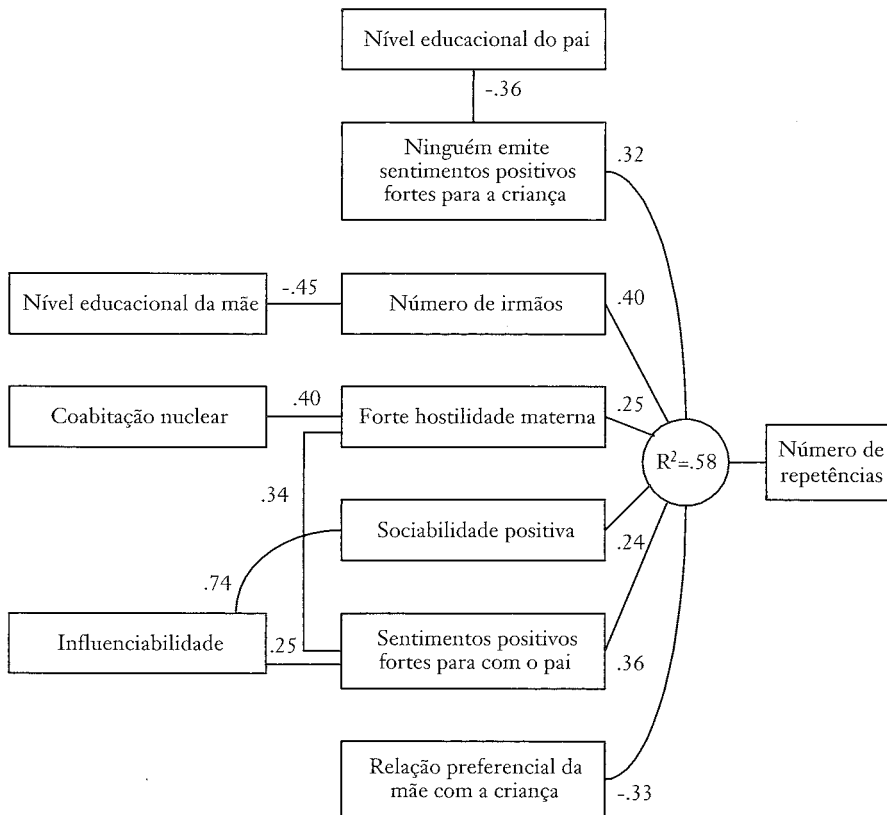 Nível educacional do pai
-.36
Ninguém emite
sentimentos positivos
fortes para a criança
.32
Nível educacional da mãe
-.45
Número de irmãos
.40
Coabitação nuclear
.40
Forte hostilidade materna
.25
R²=.58
Número de
repetências
.34
Sociabilidade positiva
.24
.74
Influenciabilidade
.25
Sentimentos positivos
fortes para com o pai
.36
Relação preferencial da
mãe com a criança
-.33